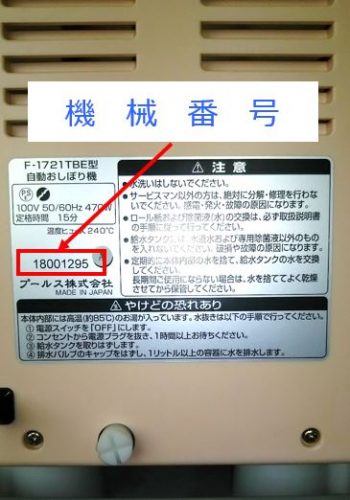 機械番号
F-1721TBE型
自動おしぼり機
PS
E
100V 50/60Hz 470W
定格時間 15分
温度ヒューズ240℃
18001295
プールス株式会社
MADE IN JAPAN
⚠ 注意
●水洗いはしないでください。
●サービスマン以外の方は、絶対に分解・修理を行わないでください。感電・発火・故障の原因になります。
●ロール紙および除菌液(水)の交換は、必ず取扱説明書の手順に従って行ってください。
●給水タンクには、水道水および専用除菌液以外のものを入れないでください。破損や故障の原因になります。
●定期的に本体内部の水を捨て、給水タンクの水を交換してください。
長期間ご使用にならない場合は、水を捨ててよく乾燥させてから保管してください。
⚠ やけどの恐れあり
本体内部には高温(約85℃)のお湯が入っています。水抜きは以下の手順で行ってください。
①電源スイッチを「OFF」にします。
②コンセントから電源プラグを抜き、1時間以上お待ちください。
③給水タンクを取りはずします。
④排水バルブのキャップをはずし、1リットル以上の容器に水を排水します。